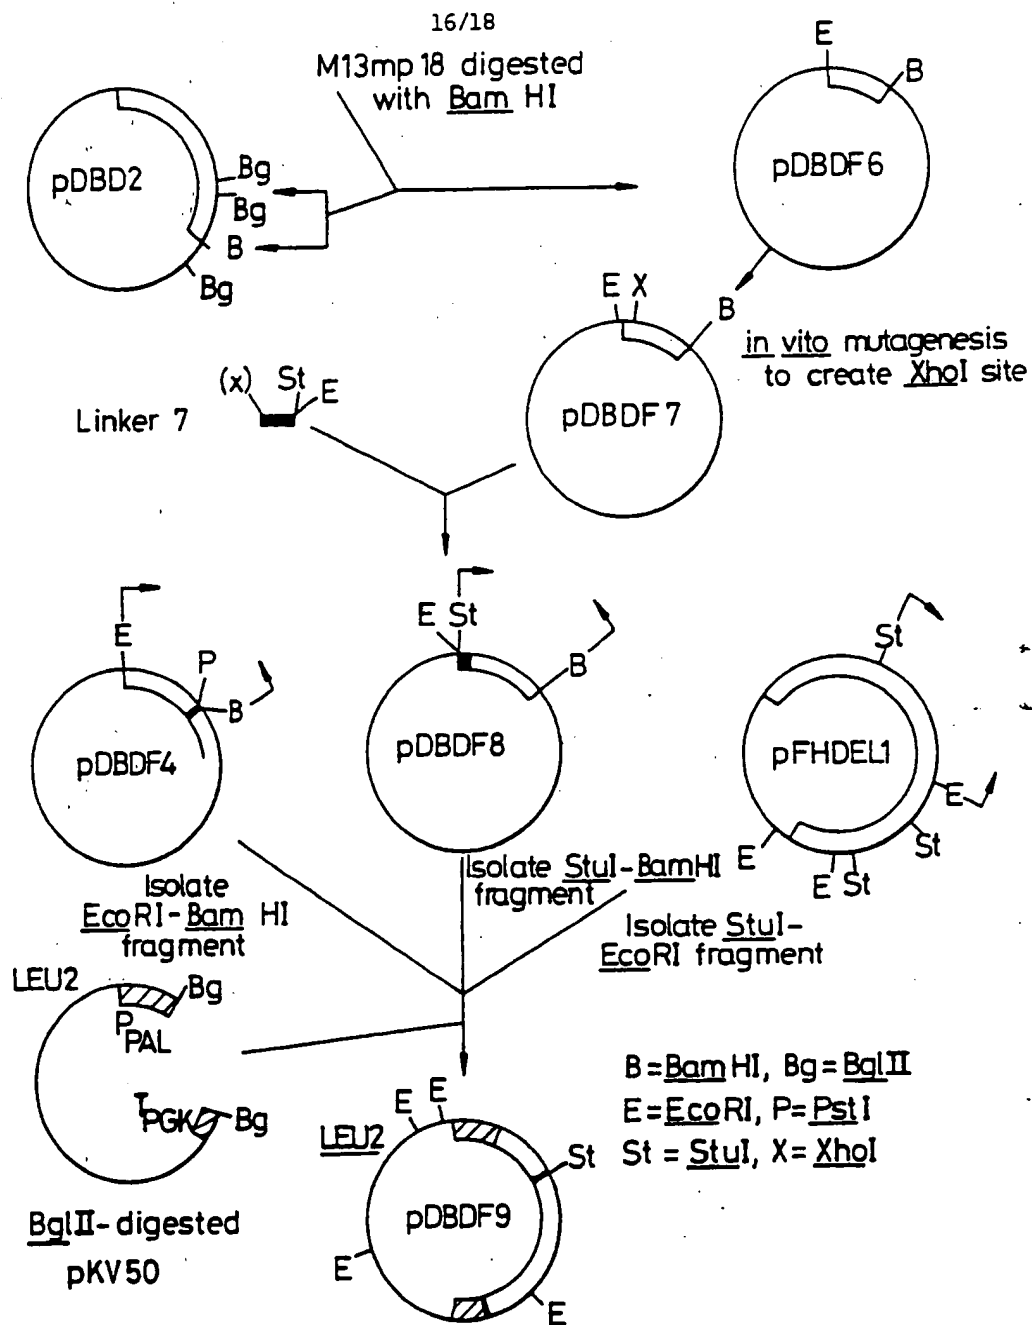 16/18
M13mp 18 digested
with Bam HI
E
B
pDBD2
Bg
Bg
B
Bg
pDBDF6
E X
B
in vito mutagenesis
to create XhoI site
(x)
St
E
Linker 7
pDBDF7
E
P
B
pDBDF4
E St
B
pDBDF8
St
E
St
E St
E
pFHDEL1
Isolate
EcoRI-Bam HI
fragment
Isolate StuI-BamHI
fragment
Isolate StuI-
EcoRI fragment
LEU2
Bg
PPAL
TPGK
Bg
BglII-digested
pKV50
E
E
LEU2
St
pDBDF9
E
E
B=BamHI, Bg=BglII
E=EcoRI, P=PstI
St = StuI, X=XhoI